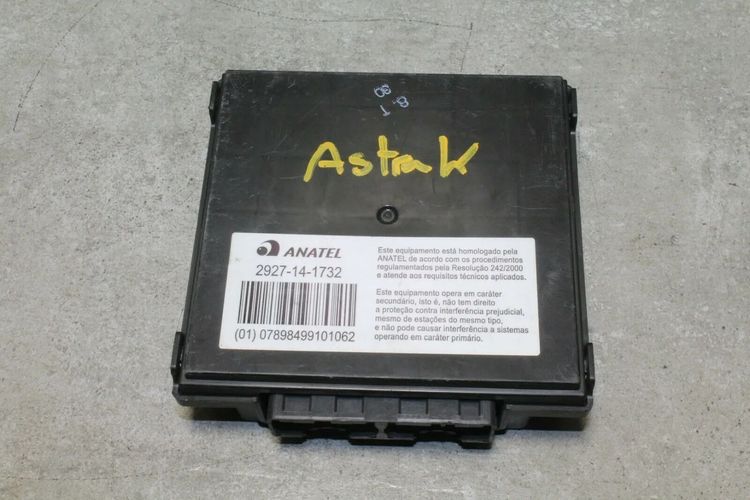 Astra K
ANATEL
2927-14-1732
(01) 07898499101062
Este equipamento está homologado pela
ANATEL de acordo com os procedimentos
regulamentados pela Resolução 242/2000
e atende aos requisitos técnicos aplicados.
Este equipamento opera em caráter
secundário, isto é, não tem direito
a proteção contra interferência prejudicial,
mesmo de estações do mesmo tipo,
e não pode causar interferência a sistemas
operando em caráter primário.